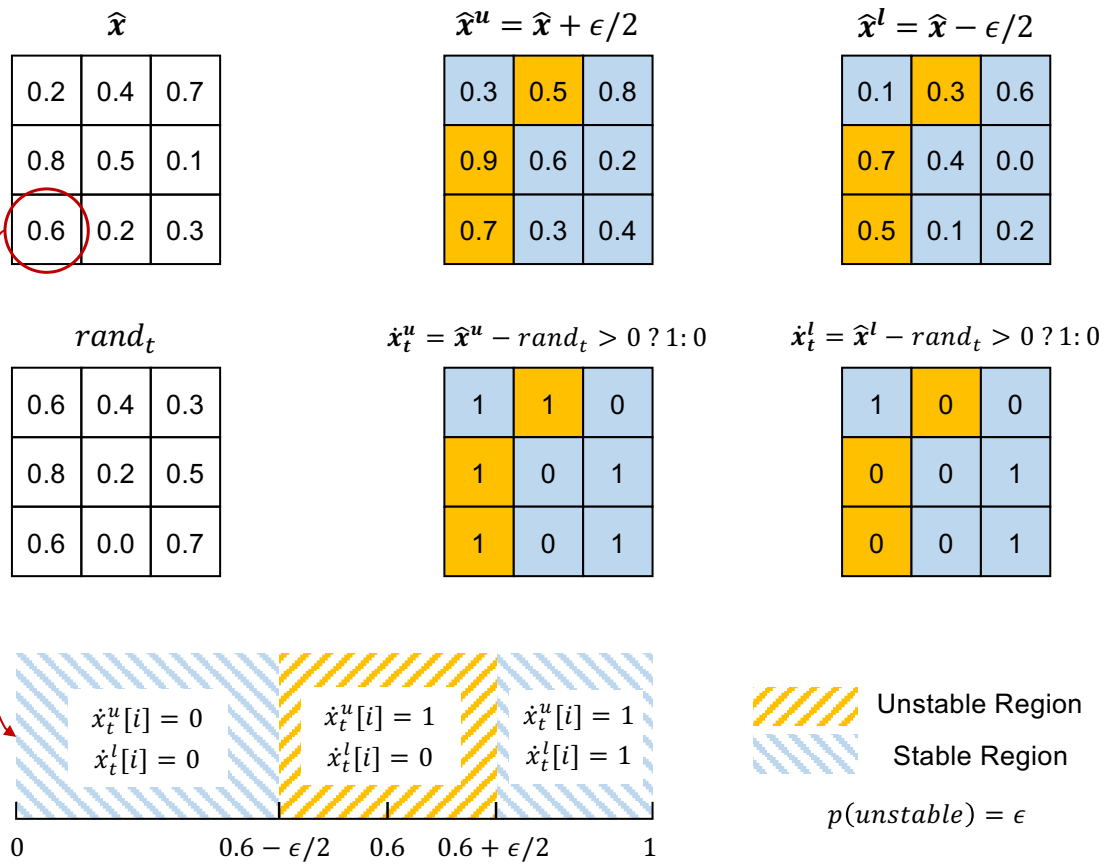 x̂
x̂ᵘ = x̂ + ϵ/2
x̂ˡ = x̂ − ϵ/2
0.2 0.4 0.7
0.8 0.5 0.1
0.6 0.2 0.3
0.3 0.5 0.8
0.9 0.6 0.2
0.7 0.3 0.4
0.1 0.3 0.6
0.7 0.4 0.0
0.5 0.1 0.2
rand_t
ẋ_t^u = x̂ᵘ − rand_t > 0 ? 1: 0
ẋ_t^l = x̂ˡ − rand_t > 0 ? 1: 0
0.6 0.4 0.3
0.8 0.2 0.5
0.6 0.0 0.7
1 1 0
1 0 1
1 0 1
1 0 0
0 0 1
0 0 1
ẋ_t^u[i] = 0
ẋ_t^l[i] = 0
ẋ_t^u[i] = 1
ẋ_t^l[i] = 0
ẋ_t^u[i] = 1
ẋ_t^l[i] = 1
0 0.6 − ϵ/2 0.6 0.6 + ϵ/2 1
Unstable Region
Stable Region
p(unstable) = ϵ